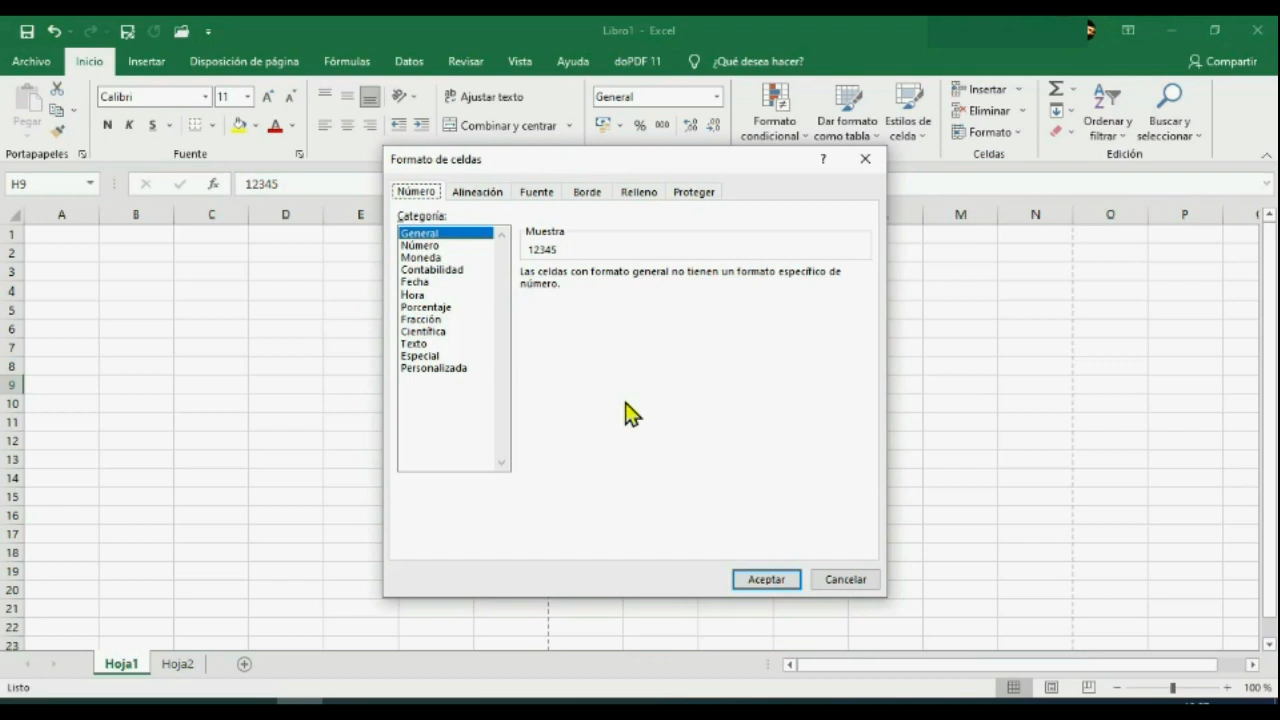 Libro1 - Excel
Archivo Inicio Insertar Disposición de página Fórmulas Datos Revisar Vista Ayuda doPDF 11 ¿Qué desea hacer? Compartir
Pegar
Calibri 11
N K S
Ajustar texto
Combinar y centrar
General
% 000
Formato condicional
Dar formato como tabla
Estilos de celda
Insertar
Eliminar
Formato
Ordenar y filtrar
Buscar y seleccionar
Portapapeles Fuente Celdas Edición
H9 fx 12345
A B C D E M N O P
1
2
3
4
5
6
7
8
9
10
11
12
13
14
15
16
17
18
19
20
21
22
23
Formato de celdas ?
Número Alineación Fuente Borde Relleno Proteger
Categoría:
General
Número
Moneda
Contabilidad
Fecha
Hora
Porcentaje
Fracción
Científica
Texto
Especial
Personalizada
Muestra
12345
Las celdas con formato general no tienen un formato específico de
número.
Aceptar Cancelar
Hoja1 Hoja2
Listo 100 %